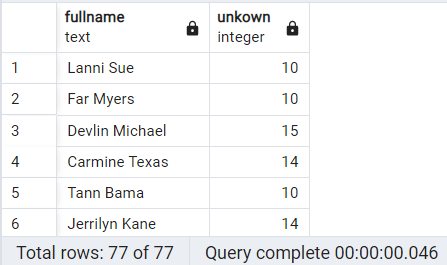 fullname unkown
text integer
1 Lanni Sue 10
2 Far Myers 10
3 Devlin Michael 15
4 Carmine Texas 14
5 Tann Bama 10
6 Jerrilyn Kane 14
Total rows: 77 of 77 Query complete 00:00:00.046